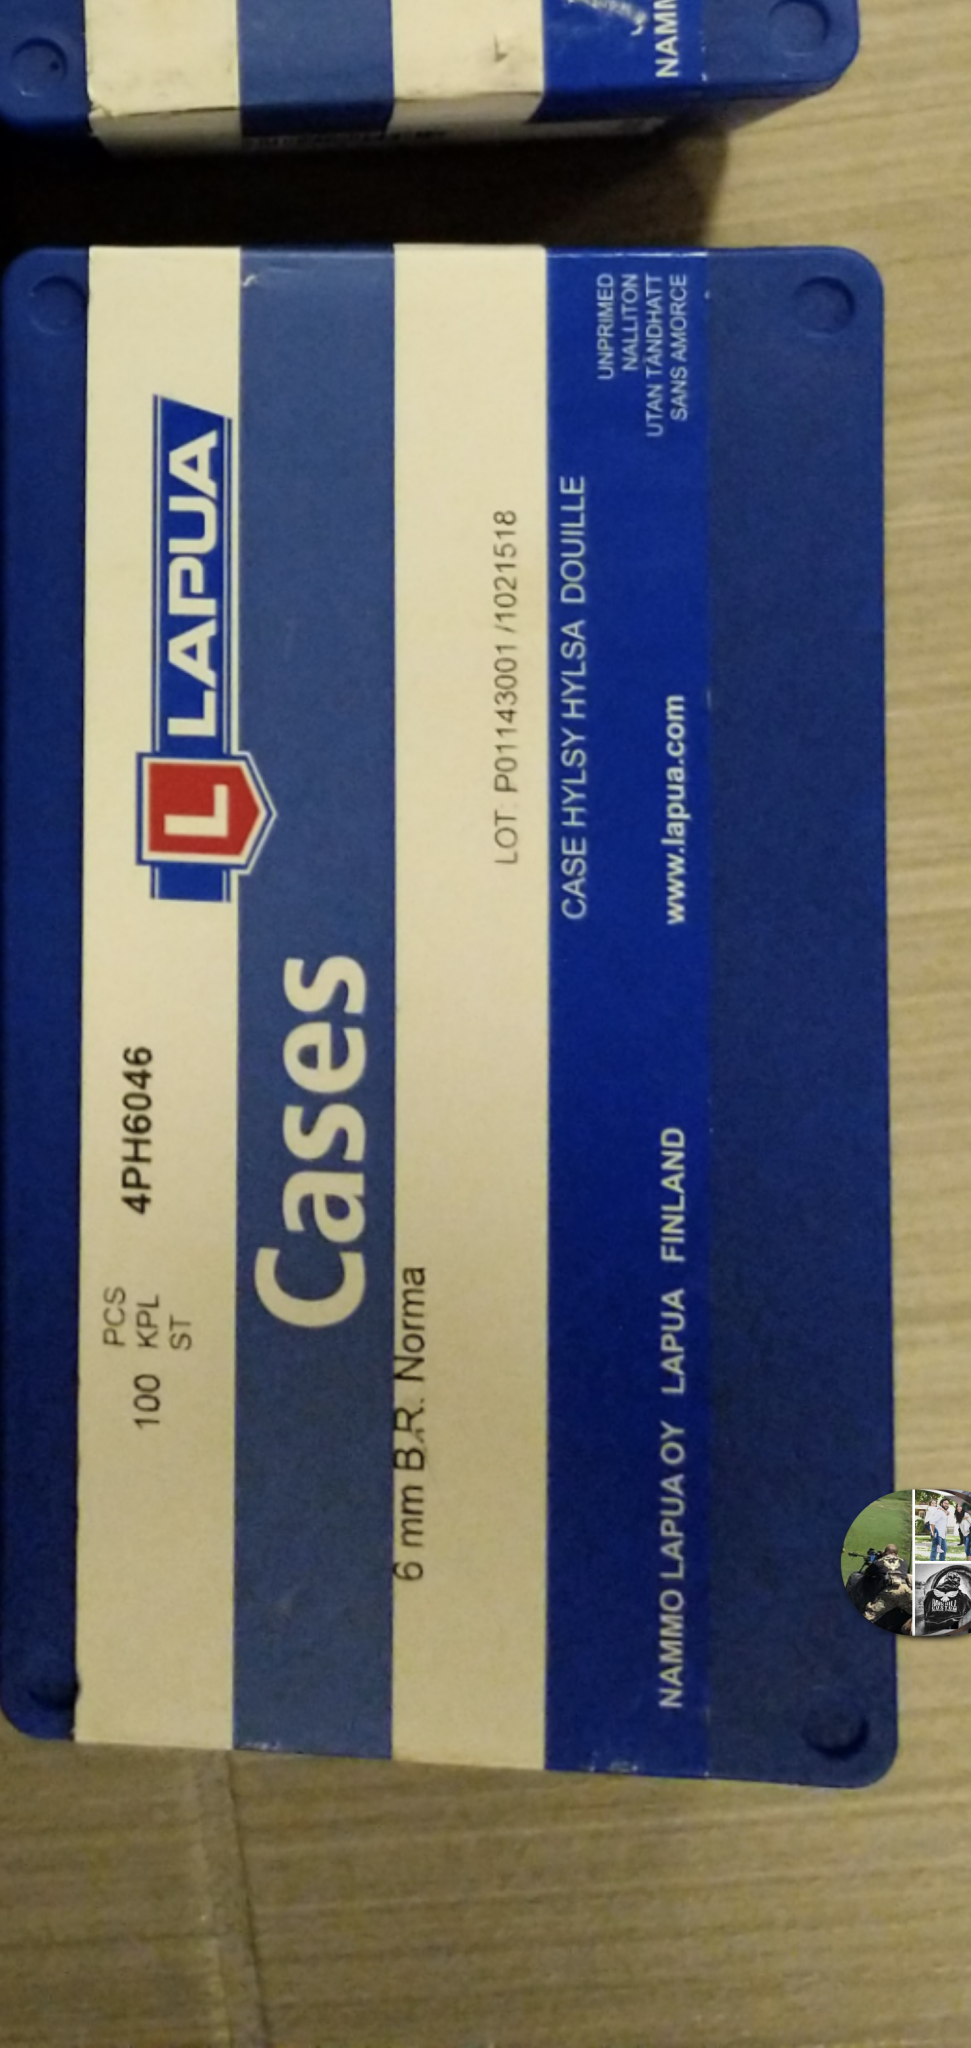 NAMM
100
PCS
KPL
ST
4PH6046
L LAPUA
Cases
6 mm B.R. Norma
LOT. P01143001 /1021518
CASE HYLSY HYLSA DOUILLE
UNPRIMED
NALLITON
UTAN TÄNDHATT
SANS AMORCE
NAMMO LAPUA OY LAPUA FINLAND
www.lapua.com